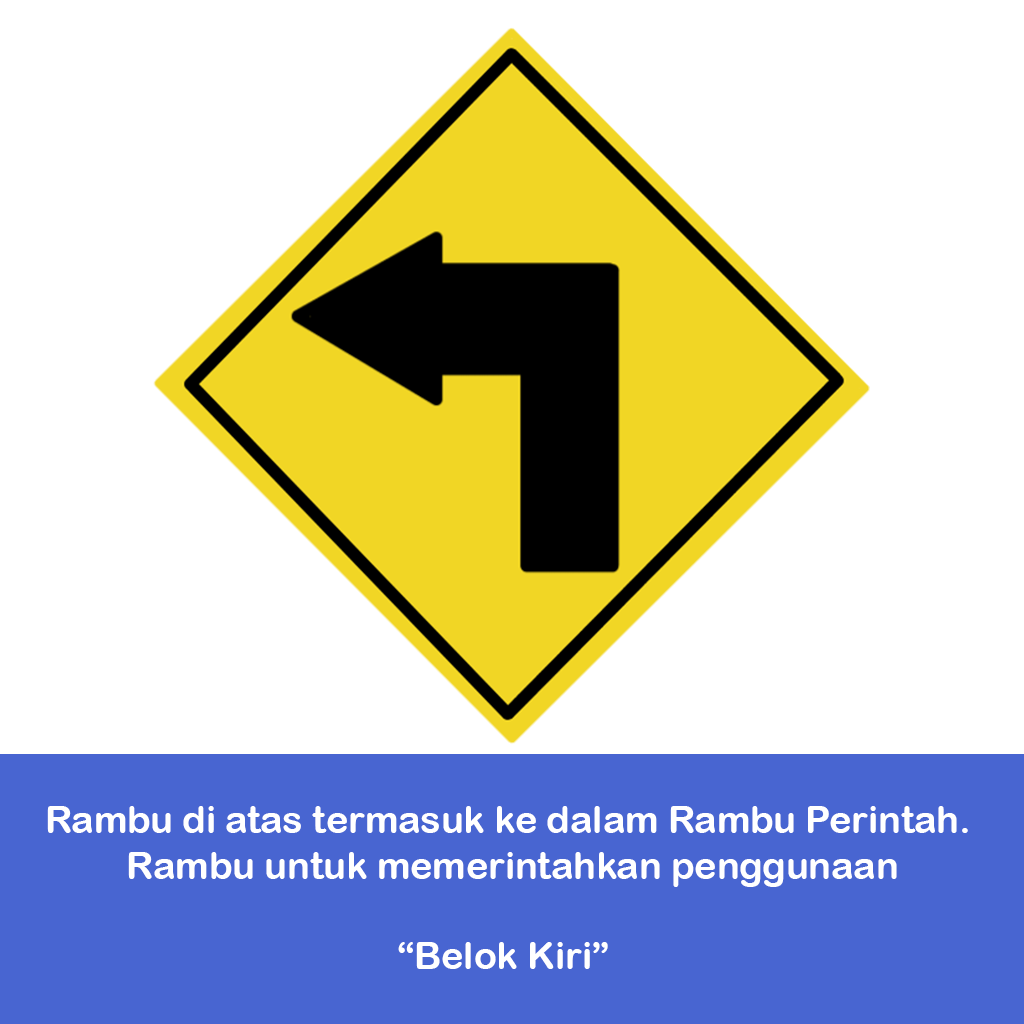 Rambu di atas termasuk ke dalam Rambu Perintah.
Rambu untuk memerintahkan penggunaan
“Belok Kiri”